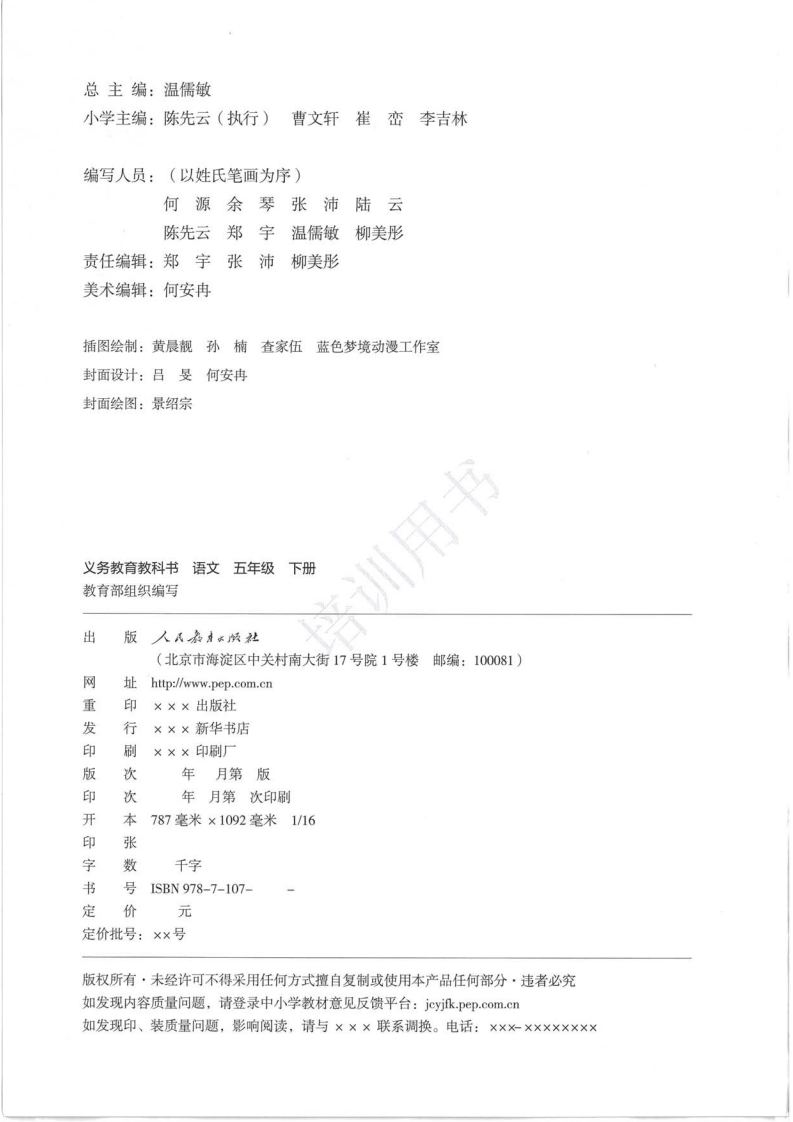 总 主 编：温儒敏
小学主编：陈先云（执行） 曹文轩 崔 峦 李吉林
编写人员：（以姓氏笔画为序）
何 源 余 琴 张 沛 陆 云
陈先云 郑 宇 温儒敏 柳美彤
责任编辑：郑 宇 张 沛 柳美彤
美术编辑：何安冉
插图绘制：黄晨靓 孙 楠 查家伍 蓝色梦境动漫工作室
封面设计：吕 旻 何安冉
封面绘图：景绍宗
培训用书
义务教育教科书 语文 五年级 下册
教育部组织编写
出 版 人民教育出版社
（北京市海淀区中关村南大街17号院1号楼 邮编：100081）
网 址 http://www.pep.com.cn
重 印 ×××出版社
发 行 ×××新华书店
印 刷 ×××印刷厂
版 次 年 月第 版
印 次 年 月第 次印刷
开 本 787毫米×1092毫米 1/16
印 张
字 数 千字
书 号 ISBN 978-7-107- -
定 价 元
定价批号：××号
版权所有·未经许可不得采用任何方式擅自复制或使用本产品任何部分·违者必究
如发现内容质量问题，请登录中小学教材意见反馈平台：jcyjfk.pep.com.cn
如发现印、装质量问题，影响阅读，请与×××联系调换。电话：×××-××××××××